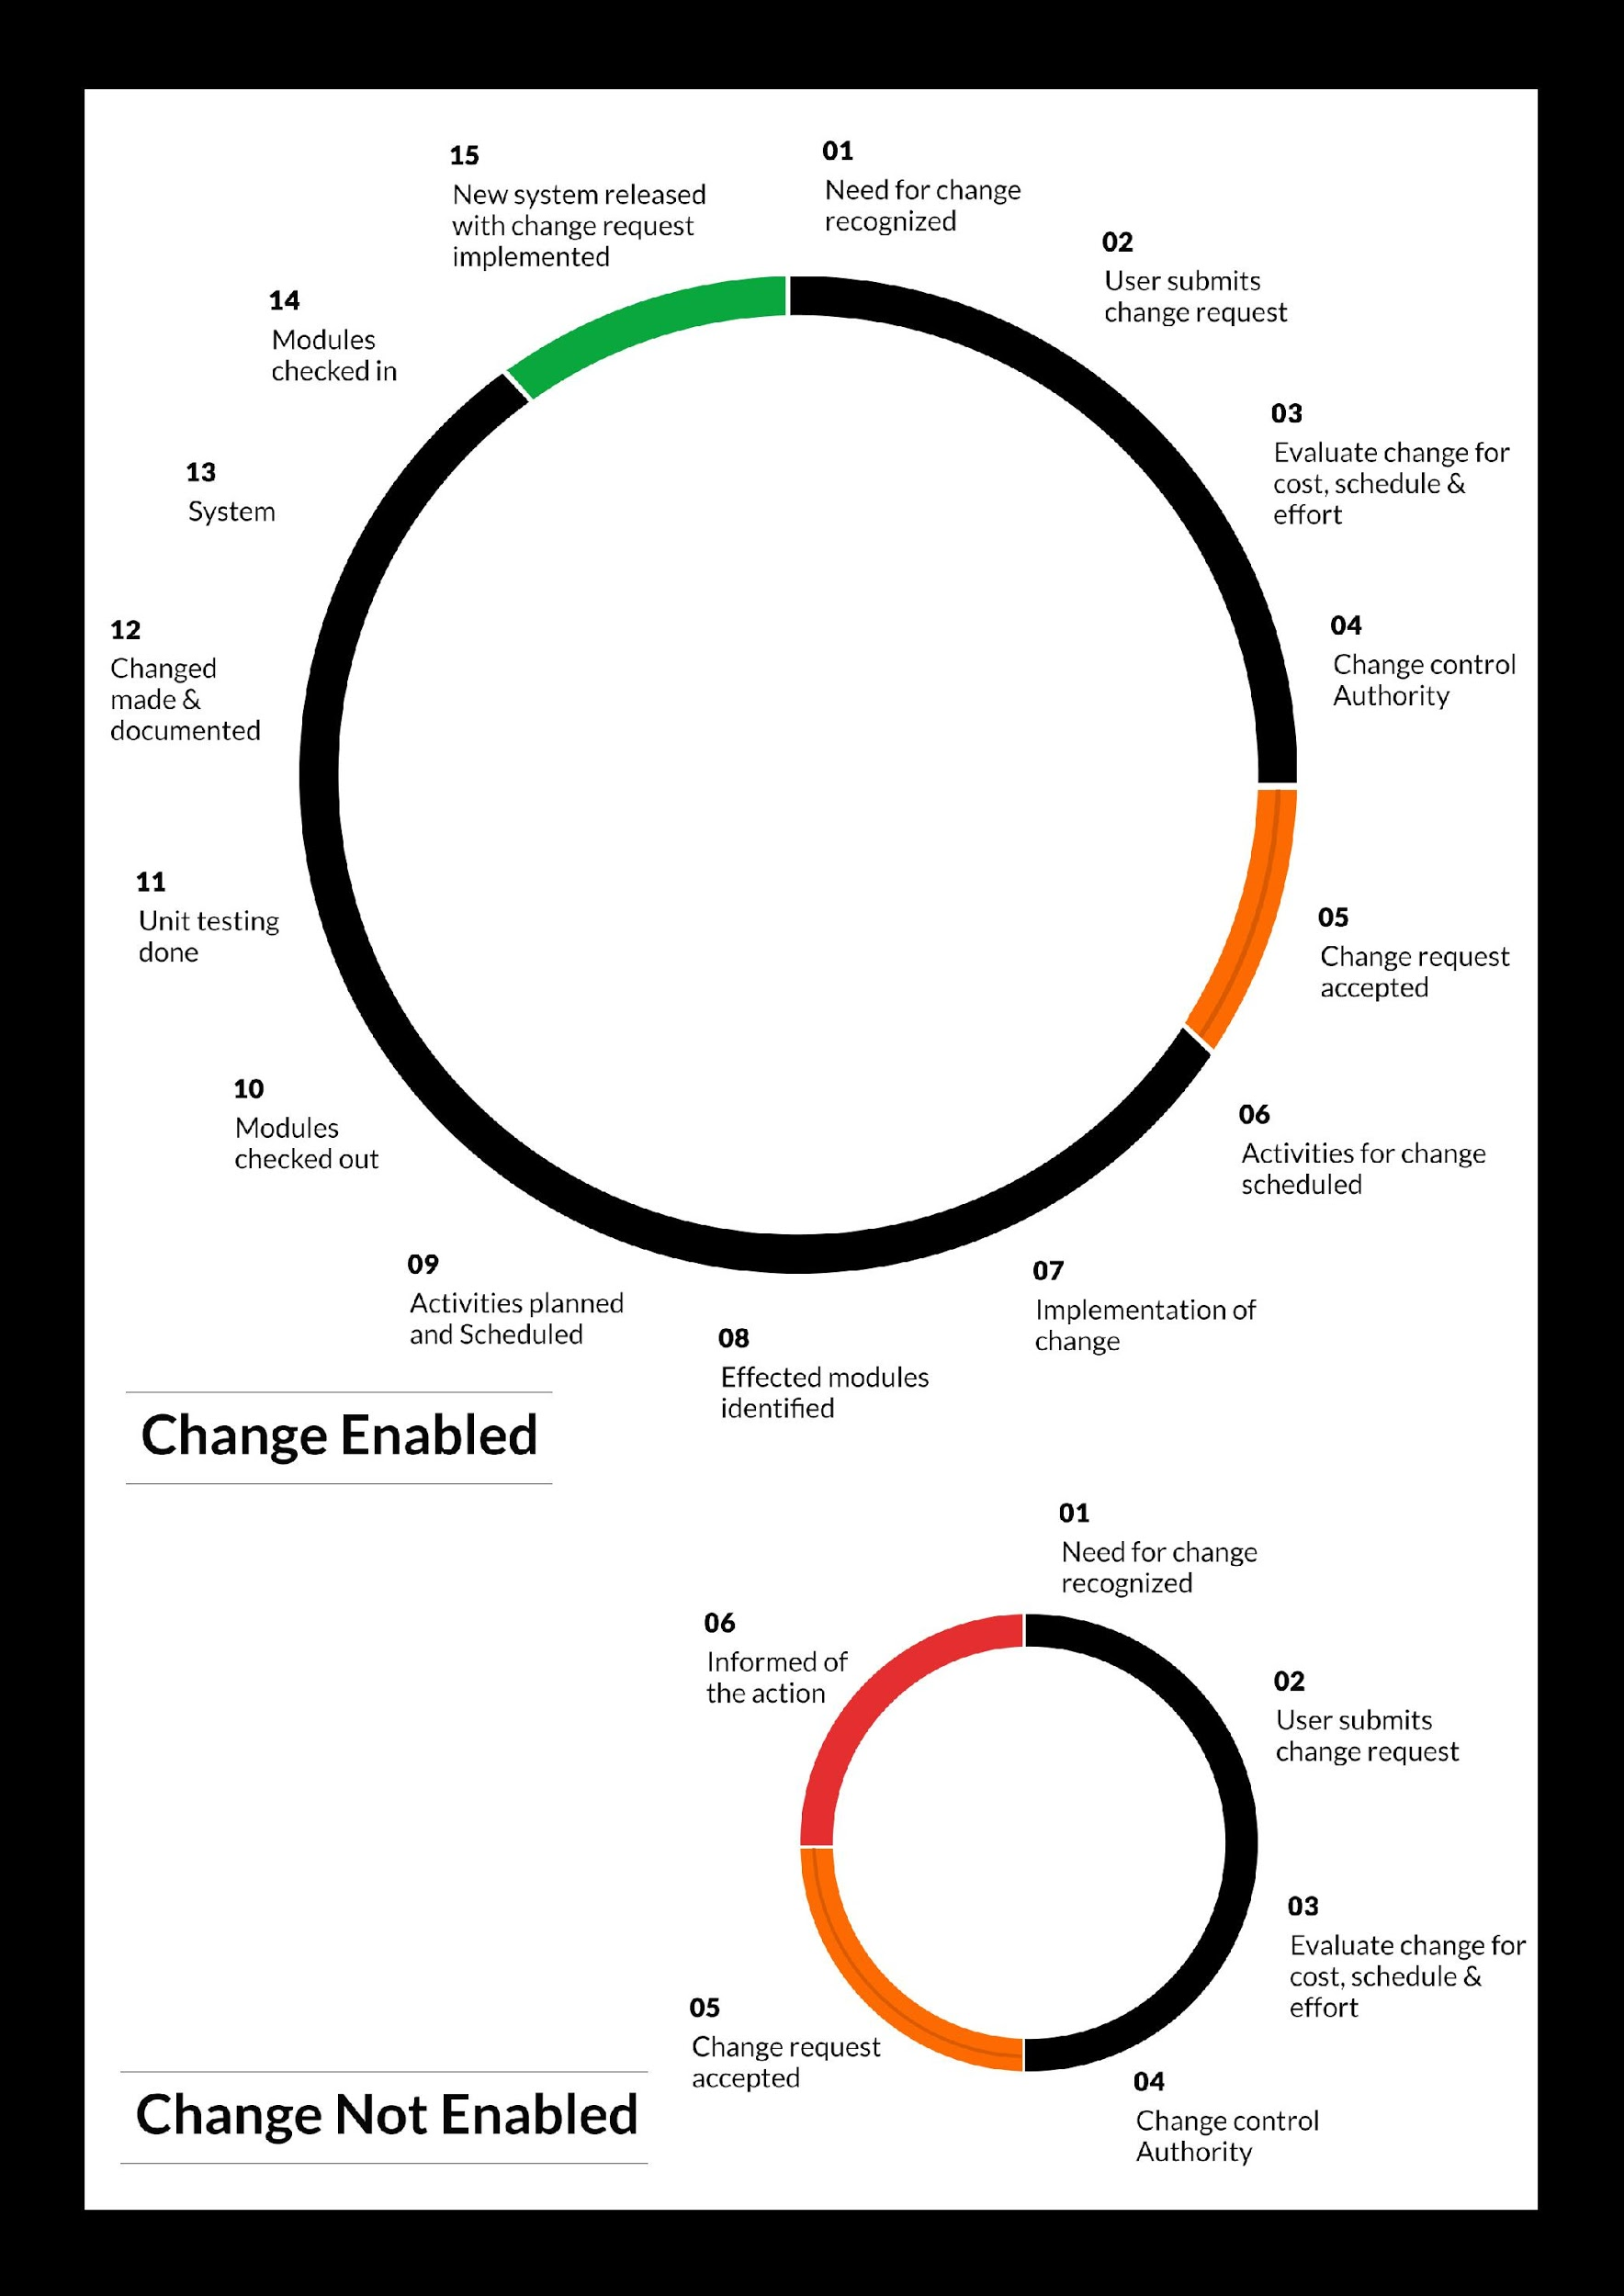 01
Need for change
recognized
02
User submits
change request
03
Evaluate change for
cost, schedule &
effort
04
Change control
Authority
05
Change request
accepted
06
Activities for change
scheduled
07
Implementation of
change
08
Effected modules
identified
09
Activities planned
and Scheduled
10
Modules
checked out
11
Unit testing
done
12
Changed
made &
documented
13
System
14
Modules
checked in
15
New system released
with change request
implemented
Change Enabled
01
Need for change
recognized
02
User submits
change request
03
Evaluate change for
cost, schedule &
effort
04
Change control
Authority
05
Change request
accepted
06
Informed of
the action
Change Not Enabled